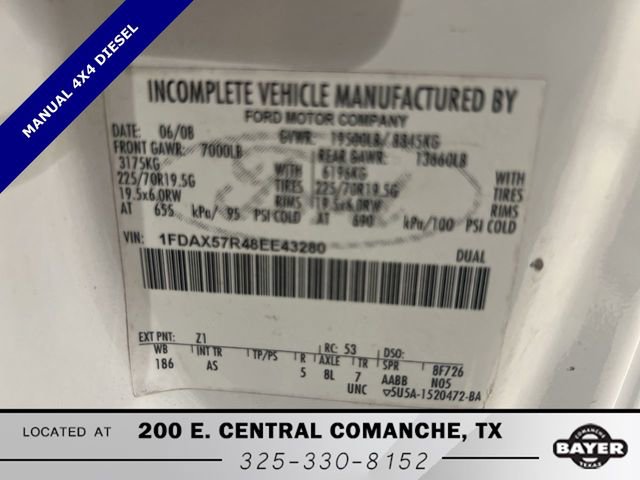 MANUAL 4X4 DIESEL
INCOMPLETE VEHICLE MANUFACTURED BY
FORD MOTOR COMPANY
DATE: 06/08 GVWR: 19500LB/ 8845KG
FRONT GAWR: 7000LB REAR GAWR: 13660LB
3175KG WITH 6196KG WITH
225/70R19.5G TIRES 225/70R19.5G TIRES
19.5x6.0RW RIMS 19.5x6.0RW RIMS
AT 655 kPa/ 95 PSI COLD AT 690 kPa/100 PSI COLD
VIN: 1FDAX57R48EE43280
DUAL
EXT PNT: Z1 RC: 53 DSO:
WB INT TR TP/PS R AXLE TR SPR 8F726
186 AS 5 8L 7 AABB N05
UNC ▽5U5A-1520472-BA
LOCATED AT 200 E. CENTRAL COMANCHE, TX
325-330-8152
COMANCHE
BAYER
TEXAS